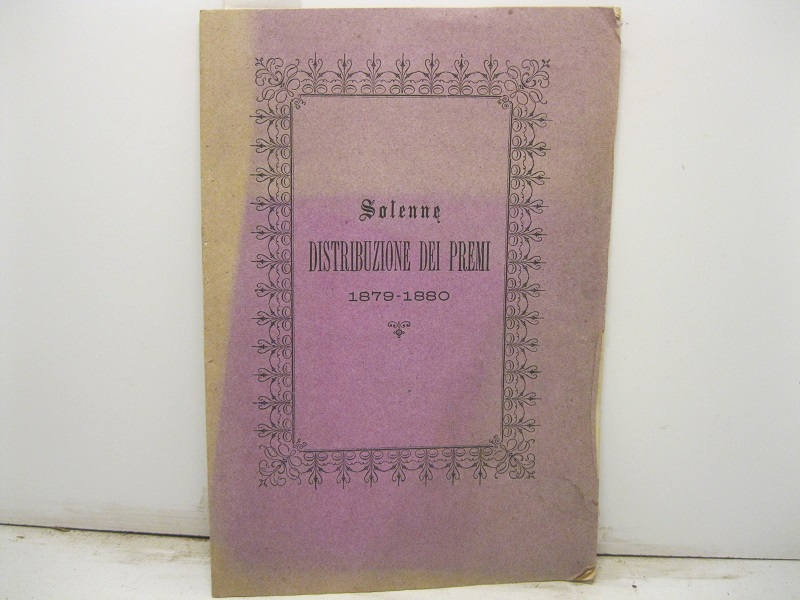 Solenne
DISTRIBUZIONE DEI PREMI
1879-1880